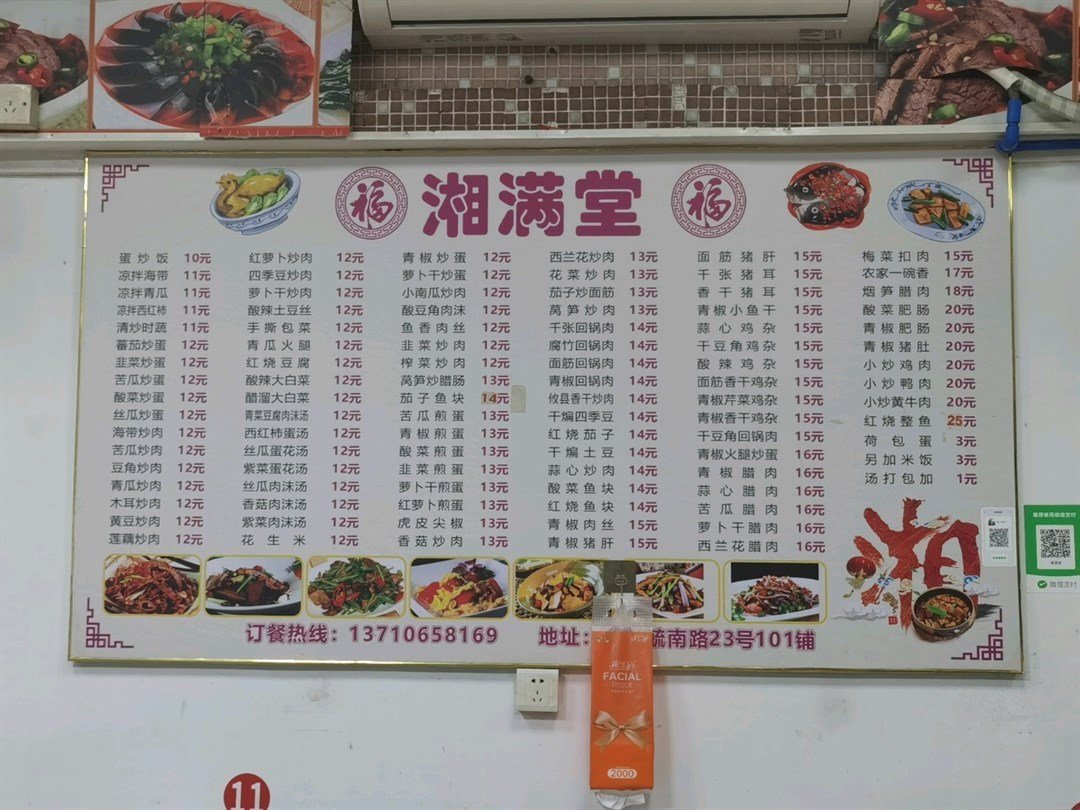 福 湘满堂 福
蛋炒饭 10元
凉拌海带 11元
凉拌青瓜 11元
凉拌西红柿 11元
清炒时蔬 11元
蕃茄炒蛋 12元
韭菜炒蛋 12元
苦瓜炒蛋 12元
酸菜炒蛋 12元
丝瓜炒蛋 12元
海带炒肉 12元
苦瓜炒肉 12元
豆角炒肉 12元
青瓜炒肉 12元
木耳炒肉 12元
黄豆炒肉 12元
莲藕炒肉 12元
红萝卜炒肉 12元
四季豆炒肉 12元
萝卜干炒肉 12元
酸辣土豆丝 12元
手撕包菜 12元
青瓜火腿 12元
红烧豆腐 12元
酸辣大白菜 12元
醋溜大白菜 12元
青菜豆腐肉沫汤 12元
西红柿蛋汤 12元
丝瓜蛋花汤 12元
紫菜蛋花汤 12元
丝瓜肉沫汤 12元
香菇肉沫汤 12元
紫菜肉沫汤 12元
花生米 12元
青椒炒蛋 12元
萝卜干炒蛋 12元
小南瓜炒肉 12元
酸豆角肉沫 12元
鱼香肉丝 12元
韭菜炒肉 12元
榨菜炒肉 12元
莴笋炒腊肠 13元
茄子鱼块 14元
苦瓜煎蛋 13元
青椒煎蛋 13元
酸菜煎蛋 13元
韭菜煎蛋 13元
萝卜干煎蛋 13元
红萝卜煎蛋 13元
虎皮尖椒 13元
香菇炒肉 13元
西兰花炒肉 13元
花菜炒肉 13元
茄子炒面筋 13元
莴笋炒肉 13元
千张回锅肉 14元
腐竹回锅肉 14元
面筋回锅肉 14元
青椒回锅肉 14元
攸县香干炒肉 14元
干煸四季豆 14元
红烧茄子 14元
干煸土豆 14元
蒜心炒肉 14元
酸菜鱼块 14元
红烧鱼块 14元
青椒肉丝 15元
青椒猪肝 15元
面筋猪肝 15元
千张猪耳 15元
香干猪耳 15元
青椒小鱼干 15元
蒜心鸡杂 15元
干豆角鸡杂 15元
酸辣鸡杂 15元
面筋香干鸡杂 15元
青椒芹菜鸡杂 15元
青椒香干鸡杂 15元
干豆角回锅肉 15元
青椒火腿炒蛋 16元
青椒腊肉 16元
蒜心腊肉 16元
苦瓜腊肉 16元
萝卜干腊肉 16元
西兰花腊肉 16元
梅菜扣肉 15元
农家一碗香 17元
烟笋腊肉 18元
酸菜肥肠 20元
青椒肥肠 20元
青椒猪肚 20元
小炒鸡肉 20元
小炒鸭肉 20元
小炒黄牛肉 20元
红烧整鱼 25元
荷包蛋 3元
另加米饭 3元
汤打包加 1元
湘
推荐使用微信支付
微信支付
订餐热线：13710658169 地址： 南路23号101铺
FACIAL
TISSUE
2000
11